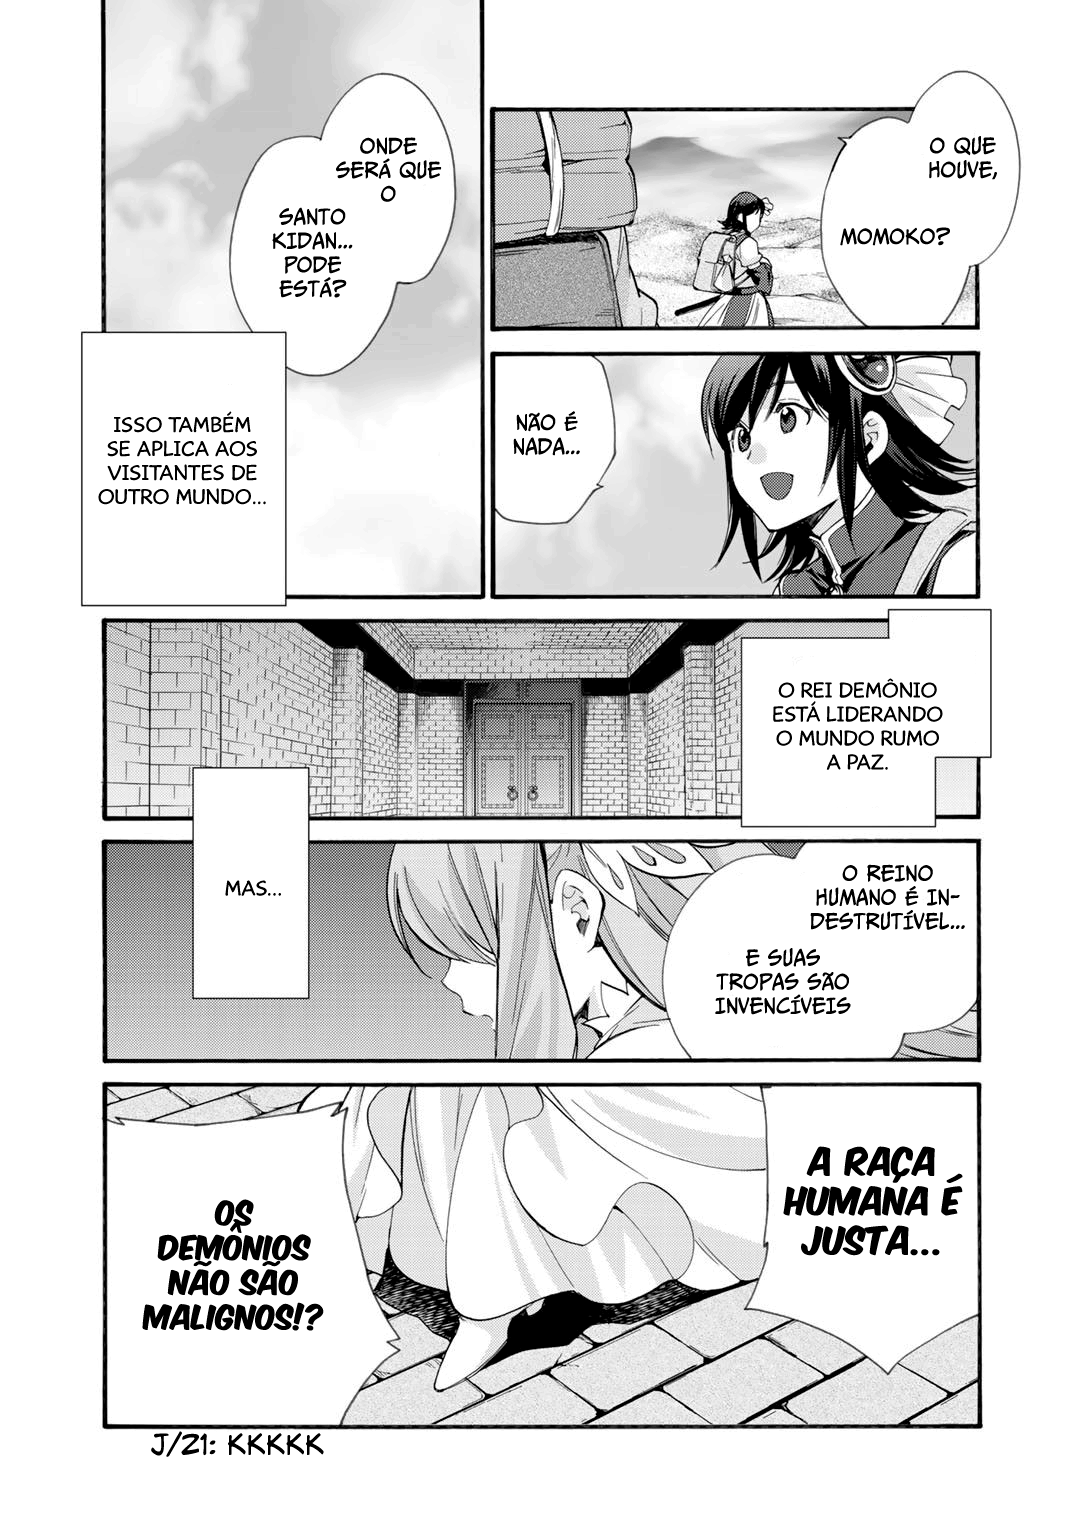 O QUE
HOUVE,
MOMOKO?
NÃO É
NADA...
ONDE
SERÁ QUE
O
SANTO
KIDAN...
PODE
ESTÁ?
ISSO TAMBÉM
SE APLICA AOS
VISITANTES DE
OUTRO MUNDO...
O REI DEMÔNIO
ESTÁ LIDERANDO
O MUNDO RUMO
A PAZ.
MAS...
O REINO
HUMANO É IN-
DESTRUTÍVEL...
E SUAS
TROPAS SÃO
INVENCÍVEIS
A RAÇA
HUMANA É
JUSTA...
OS
DEMÔNIOS
NÃO SÃO
MALIGNOS!?
J/Z1: KKKKK